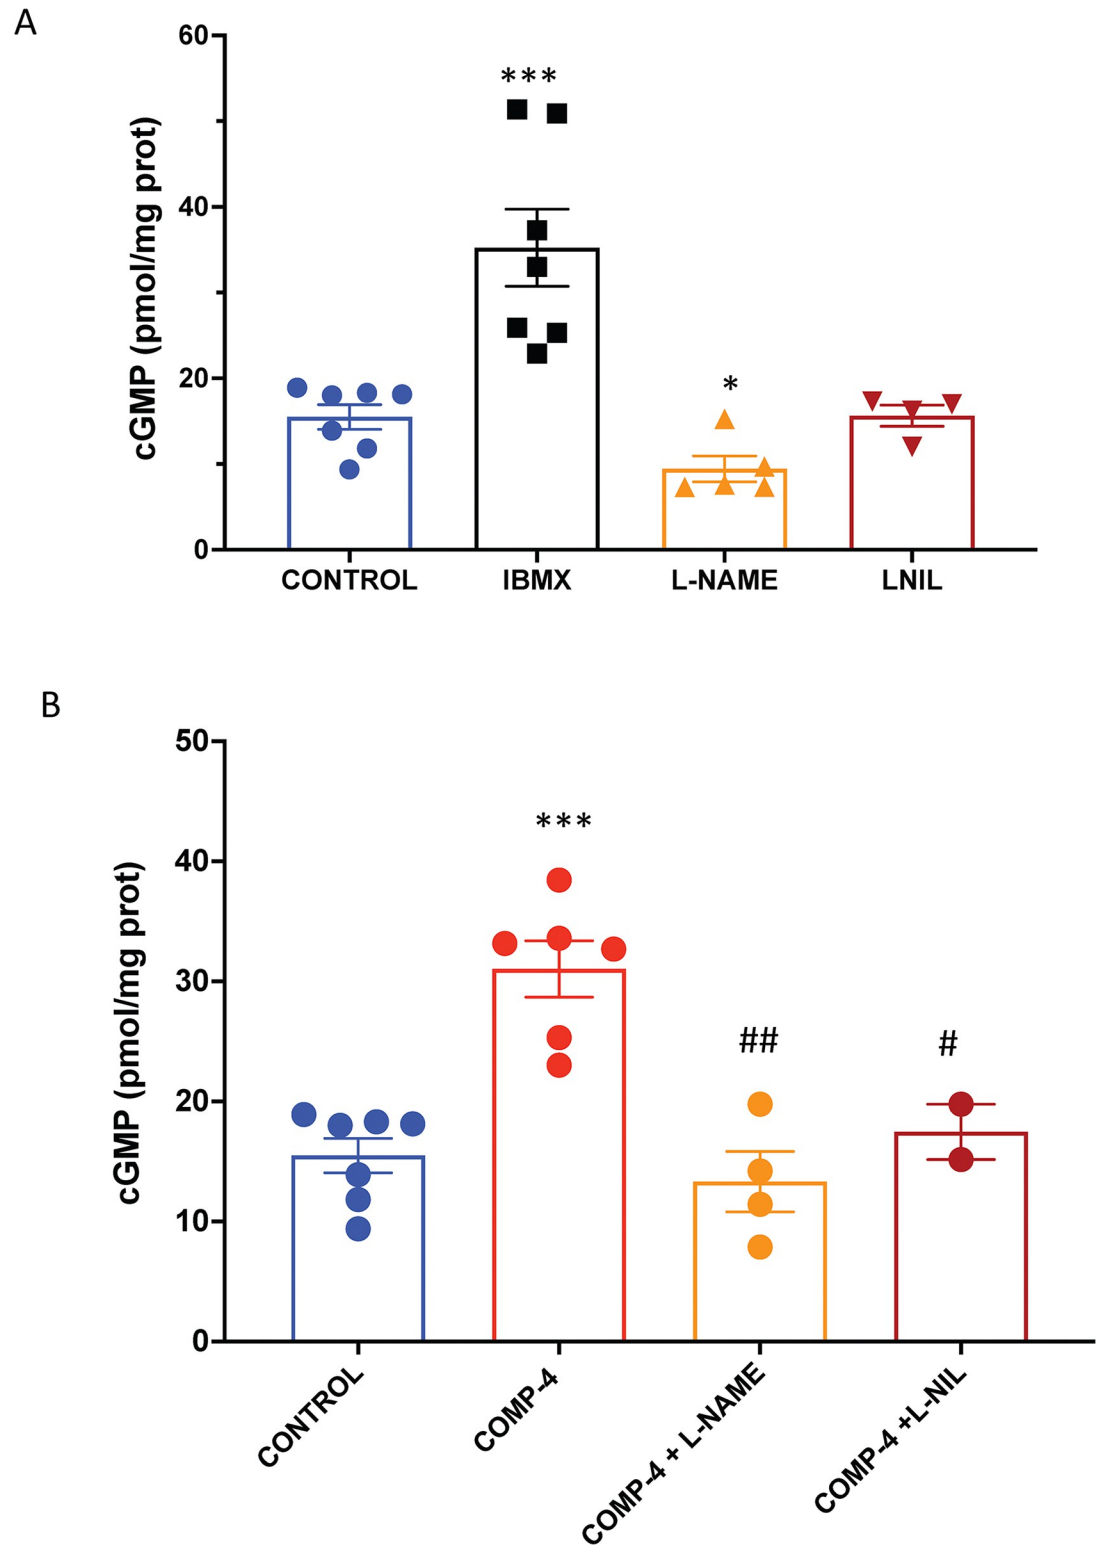 A
cGMP (pmol/mg prot)
60
40
20
0
***
*
CONTROL IBMX L-NAME LNIL
B
cGMP (pmol/mg prot)
50
40
30
20
10
0
***
##
#
CONTROL
COMP-4
COMP-4 + L-NAME
COMP-4 +L-NIL